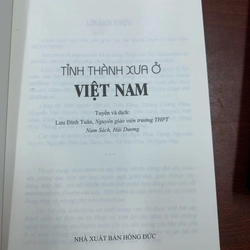 TỈNH THÀNH XƯA Ở
VIỆT NAM
Tuyển và dịch:
Lưu Đình Tuân, Nguyên giáo viên trường THPT
Nam Sách, Hải Dương
NHÀ XUẤT BẢN HỒNG ĐỨC